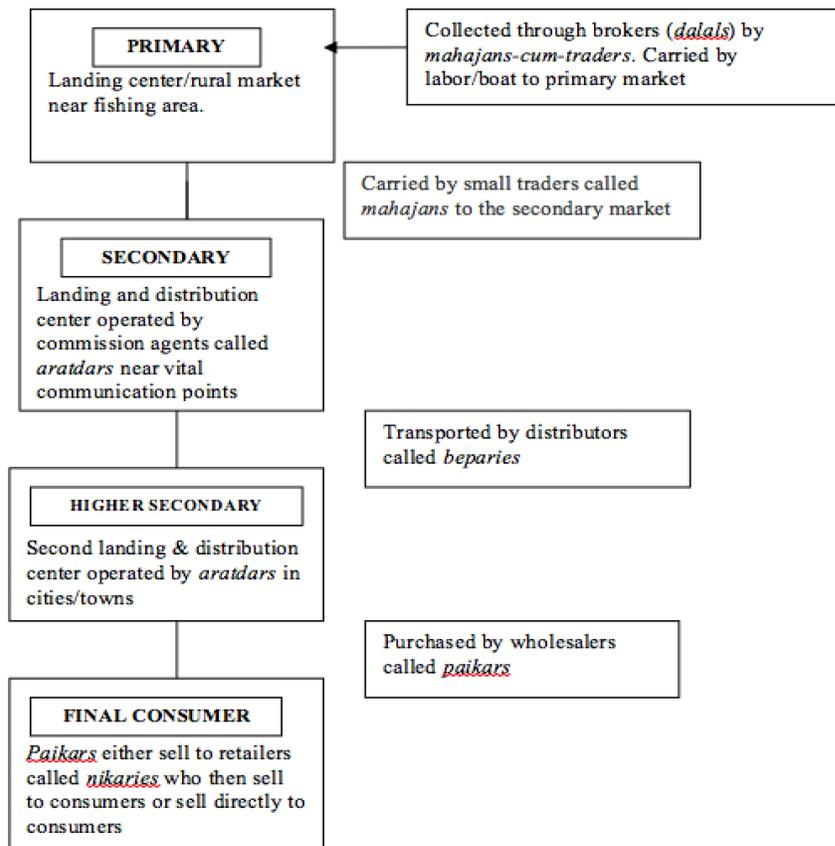 PRIMARY
Landing center/rural market
near fishing area.
Collected through brokers (dalals) by
mahajans-cum-traders. Carried by
labor/boat to primary market
Carried by small traders called
mahajans to the secondary market
SECONDARY
Landing and distribution
center operated by
commission agents called
aratdars near vital
communication points
Transported by distributors
called beparies
HIGHER SECONDARY
Second landing & distribution
center operated by aratdars in
cities/towns
Purchased by wholesalers
called paikars
FINAL CONSUMER
Paikars either sell to retailers
called nikaries who then sell
to consumers or sell directly to
consumers